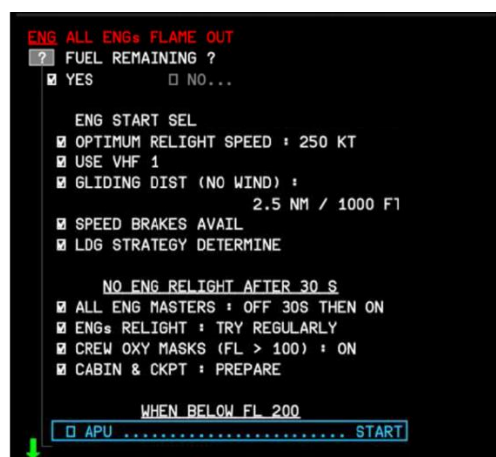 ENG ALL ENGs FLAME OUT
? FUEL REMAINING ?
YES NO...
ENG START SEL
OPTIMUM RELIGHT SPEED : 250 KT
USE VHF 1
GLIDING DIST (NO WIND) :
2.5 NM / 1000 FT
SPEED BRAKES AVAIL
LDG STRATEGY DETERMINE
NO ENG RELIGHT AFTER 30 S
ALL ENG MASTERS : OFF 30S THEN ON
ENGs RELIGHT : TRY REGULARLY
CREW OXY MASKS (FL > 100) : ON
CABIN & CKPT : PREPARE
WHEN BELOW FL 200
APU ........................ START